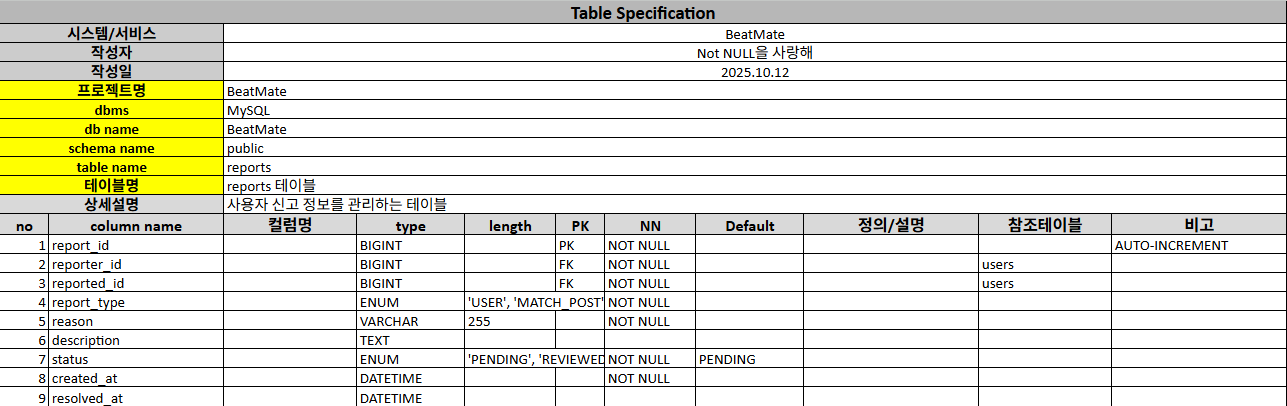 Table Specification
시스템/서비스 BeatMate
작성자 Not NULL을 사랑해
작성일 2025.10.12
프로젝트명 BeatMate
dbms MySQL
db name BeatMate
schema name public
table name reports
테이블명 reports 테이블
상세설명 사용자 신고 정보를 관리하는 테이블
no column name 컬럼명 type length PK NN Default 정의/설명 참조테이블 비고
1 report_id BIGINT PK NOT NULL AUTO-INCREMENT
2 reporter_id BIGINT FK NOT NULL users
3 reported_id BIGINT FK NOT NULL users
4 report_type ENUM 'USER', 'MATCH_POST' NOT NULL
5 reason VARCHAR 255 NOT NULL
6 description TEXT
7 status ENUM 'PENDING', 'REVIEWED NOT NULL PENDING
8 created_at DATETIME NOT NULL
9 resolved_at DATETIME